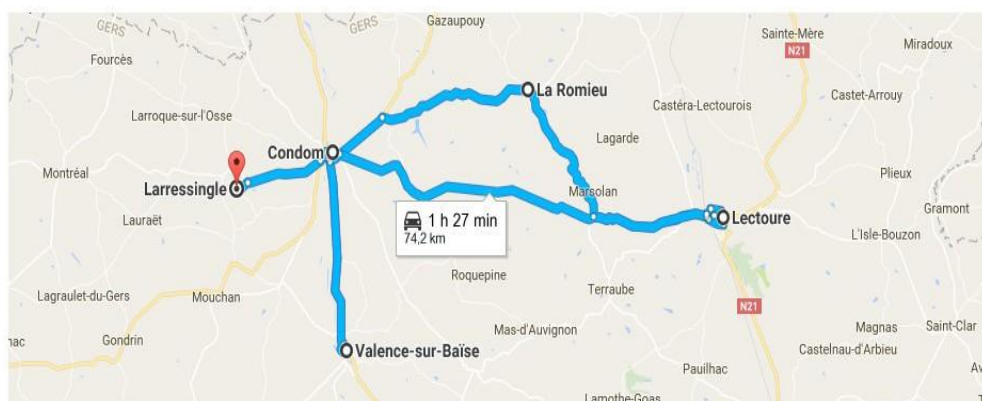 GERS
GERS
Gazaupouy
Sainte-Mère
N21
Miradoux
Fourcès
La Romieu
Castéra-Lectourois
Castet-Arrouy
Larroque-sur-l'Osse
Lagarde
Condom
Montréal
Larressingle
Marsolan
Plieux
Lauraët
1 h 27 min
74,2 km
Lectoure
Gramont
L'Isle-Bouzon
Roquepine
Terraube
Lagraulet-du-Gers
Mouchan
N21
Mas-d'Auvignon
Magnas
Saint-Clar
nac
Gondrin
Valence-sur-Baïse
Castelnau-d'Arbieu
Pauilhac
Av
Lamothe-Goas